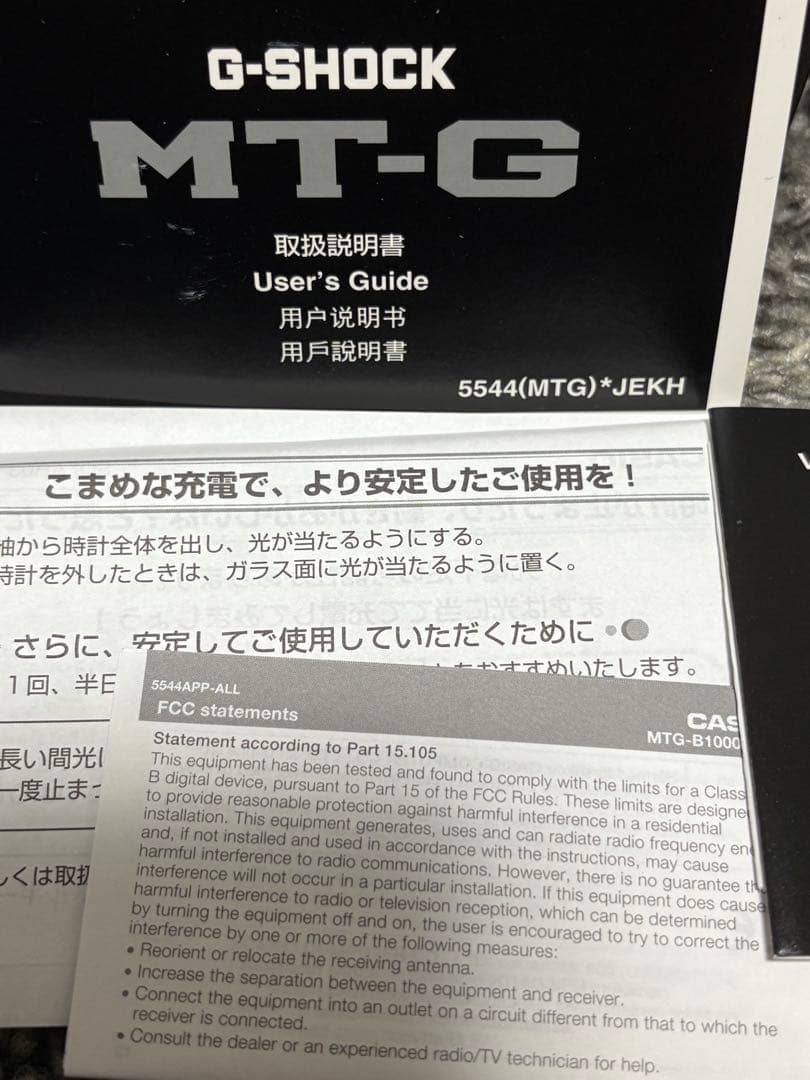 G-SHOCK
MT-G
取扱説明書
User's Guide
用户说明书
用戶說明書
5544(MTG)*JEKH
こまめな充電で、より安定したご使用を！
袖から時計全体を出し、光が当たるようにする。
時計を外したときは、ガラス面に光が当たるように置く。
さらに、安定してご使用していただくために
1回、半日
おすすめいたします。
長い間光に
一度止まっ
しくは取扱
5544APP-ALL
FCC statements
CAS
MTG-B1000
Statement according to Part 15.105
This equipment has been tested and found to comply with the limits for a Class
B digital device, pursuant to Part 15 of the FCC Rules. These limits are designe
to provide reasonable protection against harmful interference in a residential
installation. This equipment generates, uses and can radiate radio frequency en
and, if not installed and used in accordance with the instructions, may cause
harmful interference to radio communications. However, there is no guarantee th
interference will not occur in a particular installation. If this equipment does cause
harmful interference to radio or television reception, which can be determined
by turning the equipment off and on, the user is encouraged to try to correct the
interference by one or more of the following measures:
• Reorient or relocate the receiving antenna.
• Increase the separation between the equipment and receiver.
• Connect the equipment into an outlet on a circuit different from that to which the
receiver is connected.
• Consult the dealer or an experienced radio/TV technician for help.